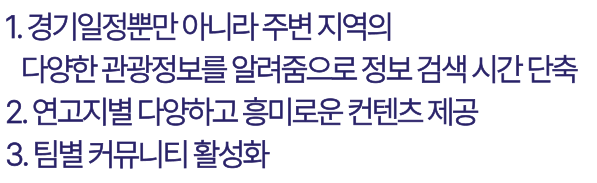 1. 경기일정뿐만 아니라 주변 지역의
다양한 관광정보를 알려줌으로 정보 검색 시간 단축
2. 연고지별 다양하고 흥미로운 컨텐츠 제공
3. 팀별 커뮤니티 활성화